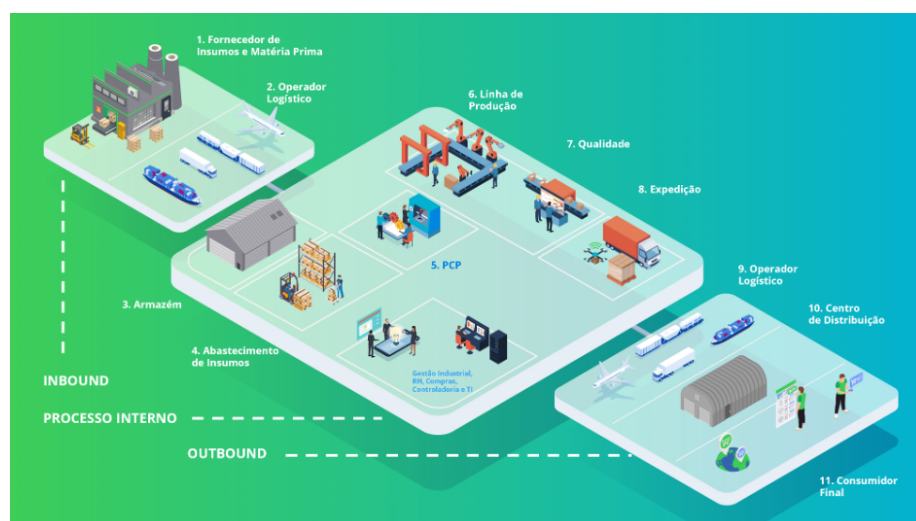 1. Fornecedor de
Insumos e Matéria Prima
2. Operador
Logístico
3. Armazém
4. Abastecimento
de Insumos
5. PCP
6. Linha de
Produção
7. Qualidade
8. Expedição
Gestão Industrial,
RH, Compras,
Controladoria e TI
9. Operador
Logístico
10. Centro
de Distribuição
11. Consumidor
Final
INBOUND
PROCESSO INTERNO
OUTBOUND